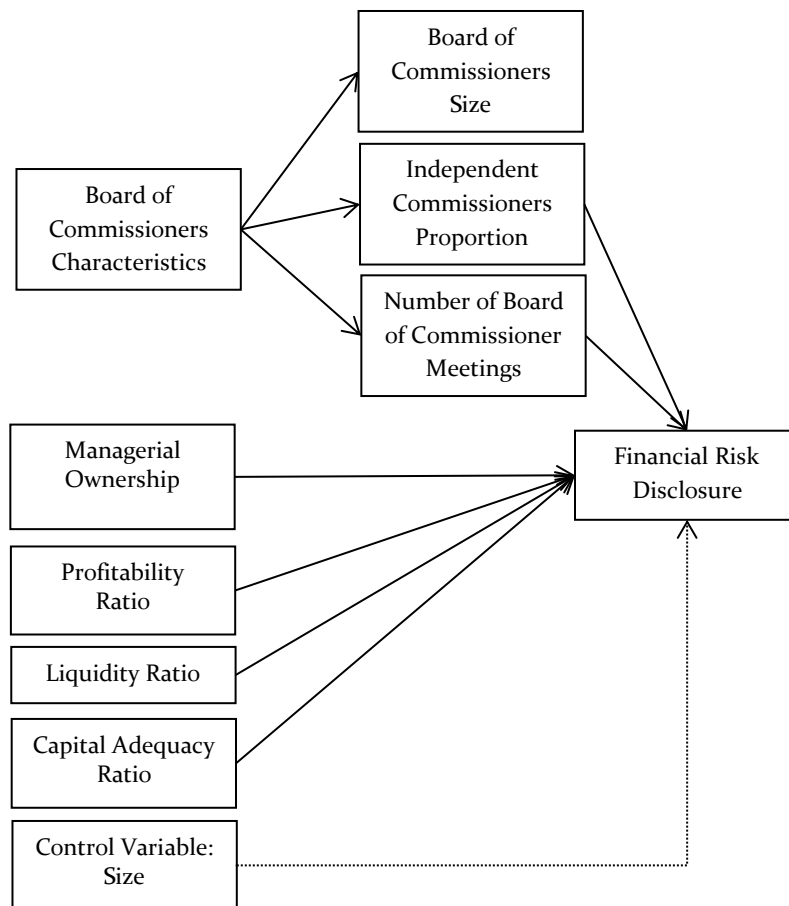 Board of
Commissioners
Size
Board of
Commissioners
Characteristics
Independent
Commissioners
Proportion
Number of Board
of Commissioner
Meetings
Managerial
Ownership
Financial Risk
Disclosure
Profitability
Ratio
Liquidity Ratio
Capital Adequacy
Ratio
Control Variable:
Size